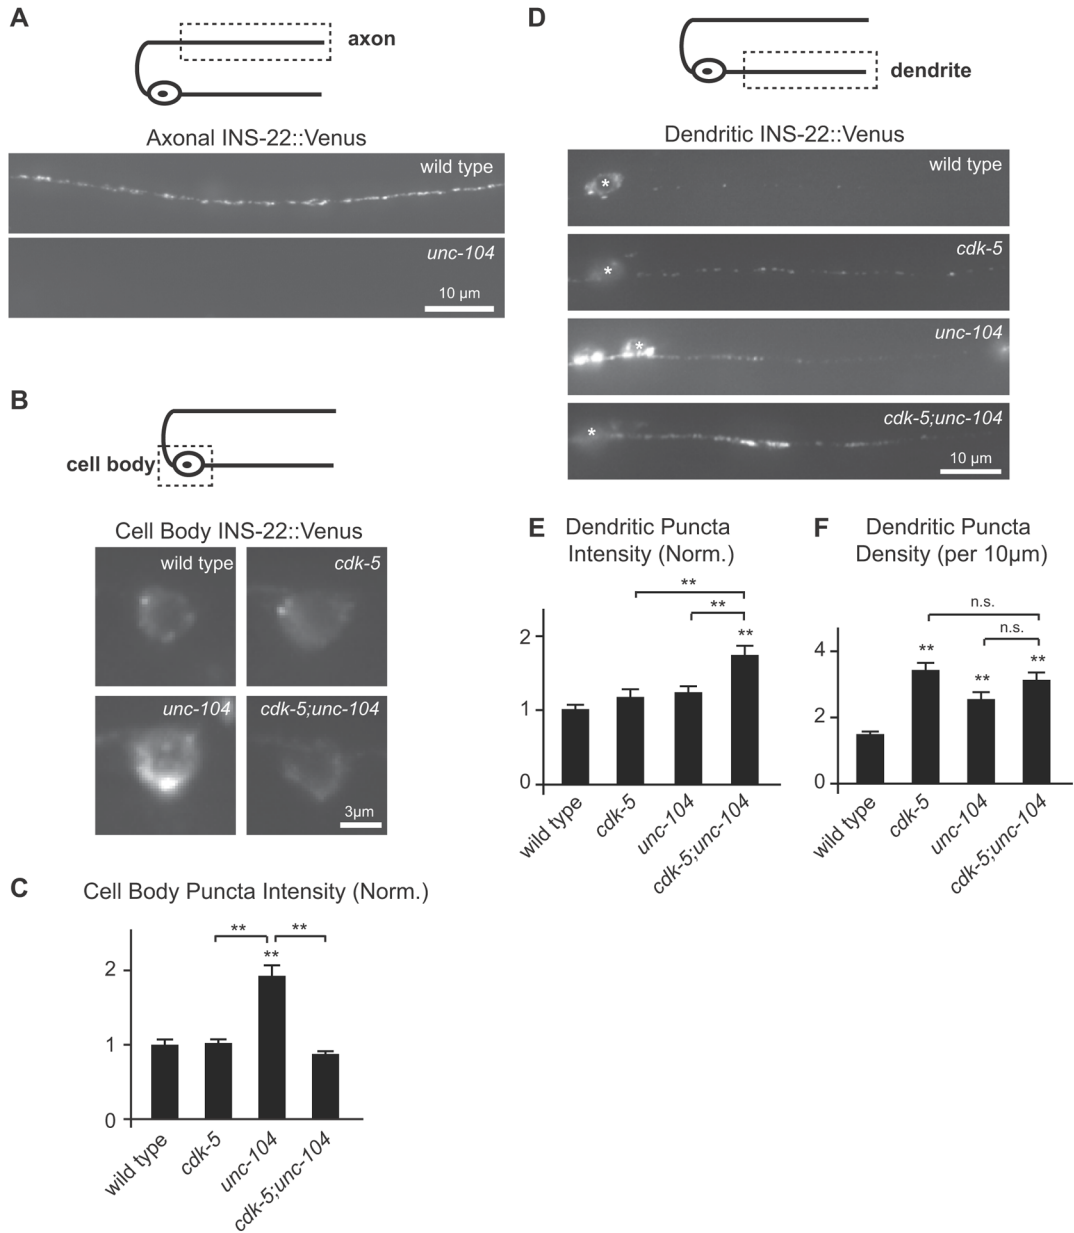 A
axon
Axonal INS-22::Venus
wild type
unc-104
10 µm
B
cell body
Cell Body INS-22::Venus
wild type
cdk-5
unc-104
cdk-5;unc-104
3µm
C
Cell Body Puncta Intensity (Norm.)
** **
**
2
1
0
wild type
cdk-5
unc-104
cdk-5;unc-104
D
dendrite
Dendritic INS-22::Venus
wild type
*
cdk-5
*
unc-104
*
cdk-5;unc-104
*
10 µm
E
Dendritic Puncta
Intensity (Norm.)
**
**
**
2
1
0
wild type
cdk-5
unc-104
cdk-5;unc-104
F
Dendritic Puncta
Density (per 10µm)
n.s.
n.s.
**
**
**
4
2
0
wild type
cdk-5
unc-104
cdk-5;unc-104